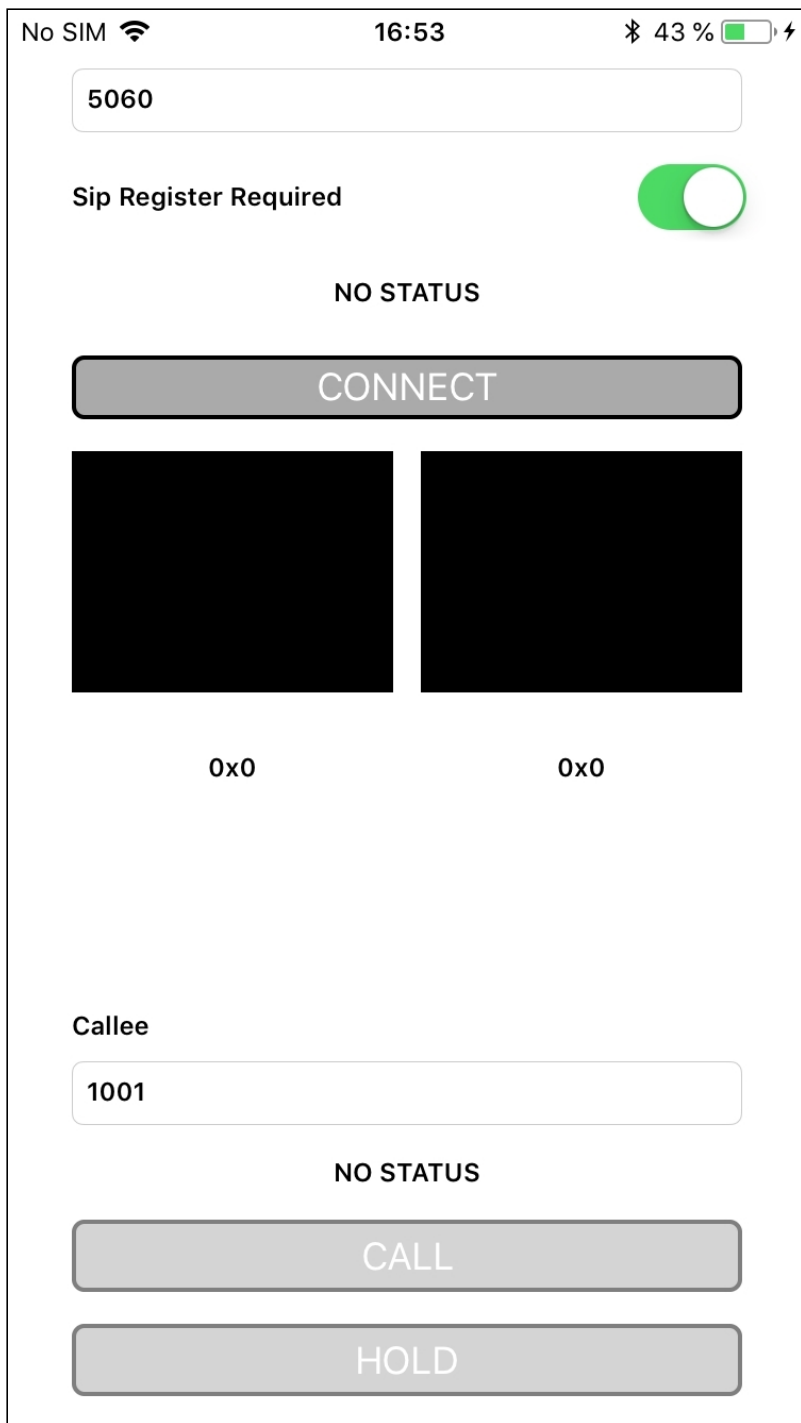 No SIM 16:53 43 %
5060
Sip Register Required
NO STATUS
CONNECT
0x0 0x0
Callee
1001
NO STATUS
CALL
HOLD